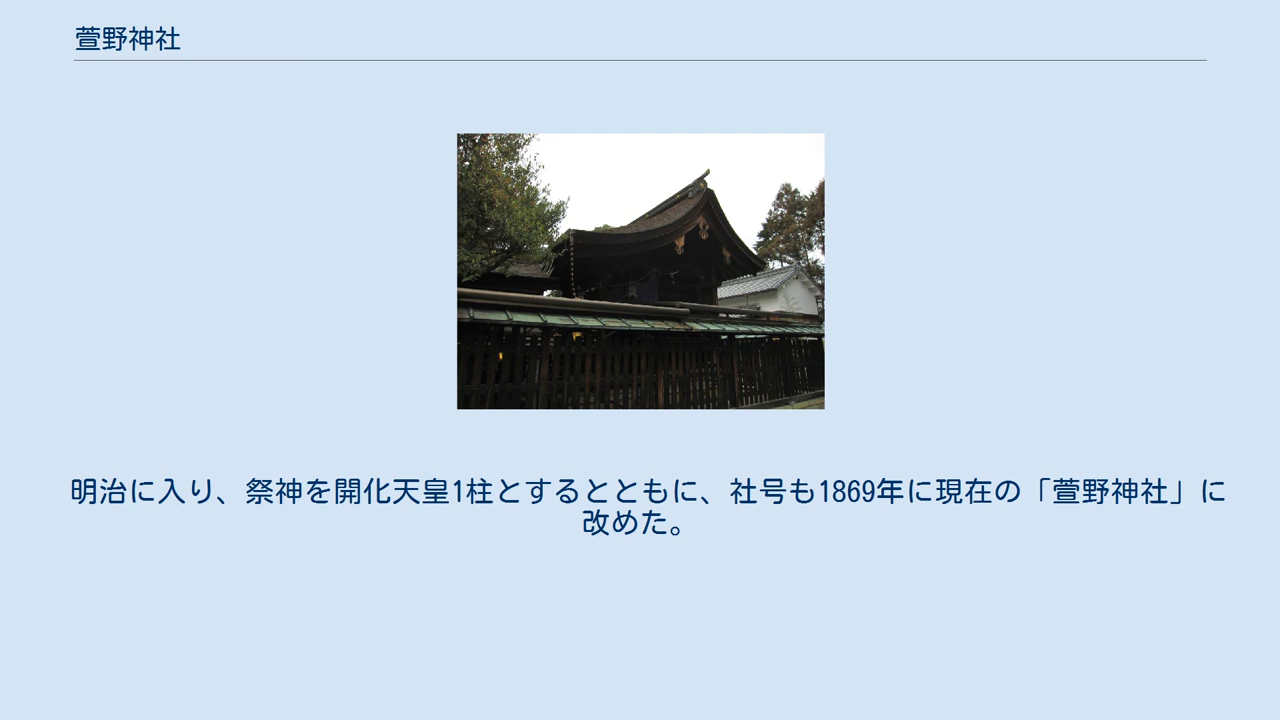 萱野神社
明治に入り、祭神を開化天皇1柱とするとともに、社号も1869年に現在の「萱野神社」に
改めた。